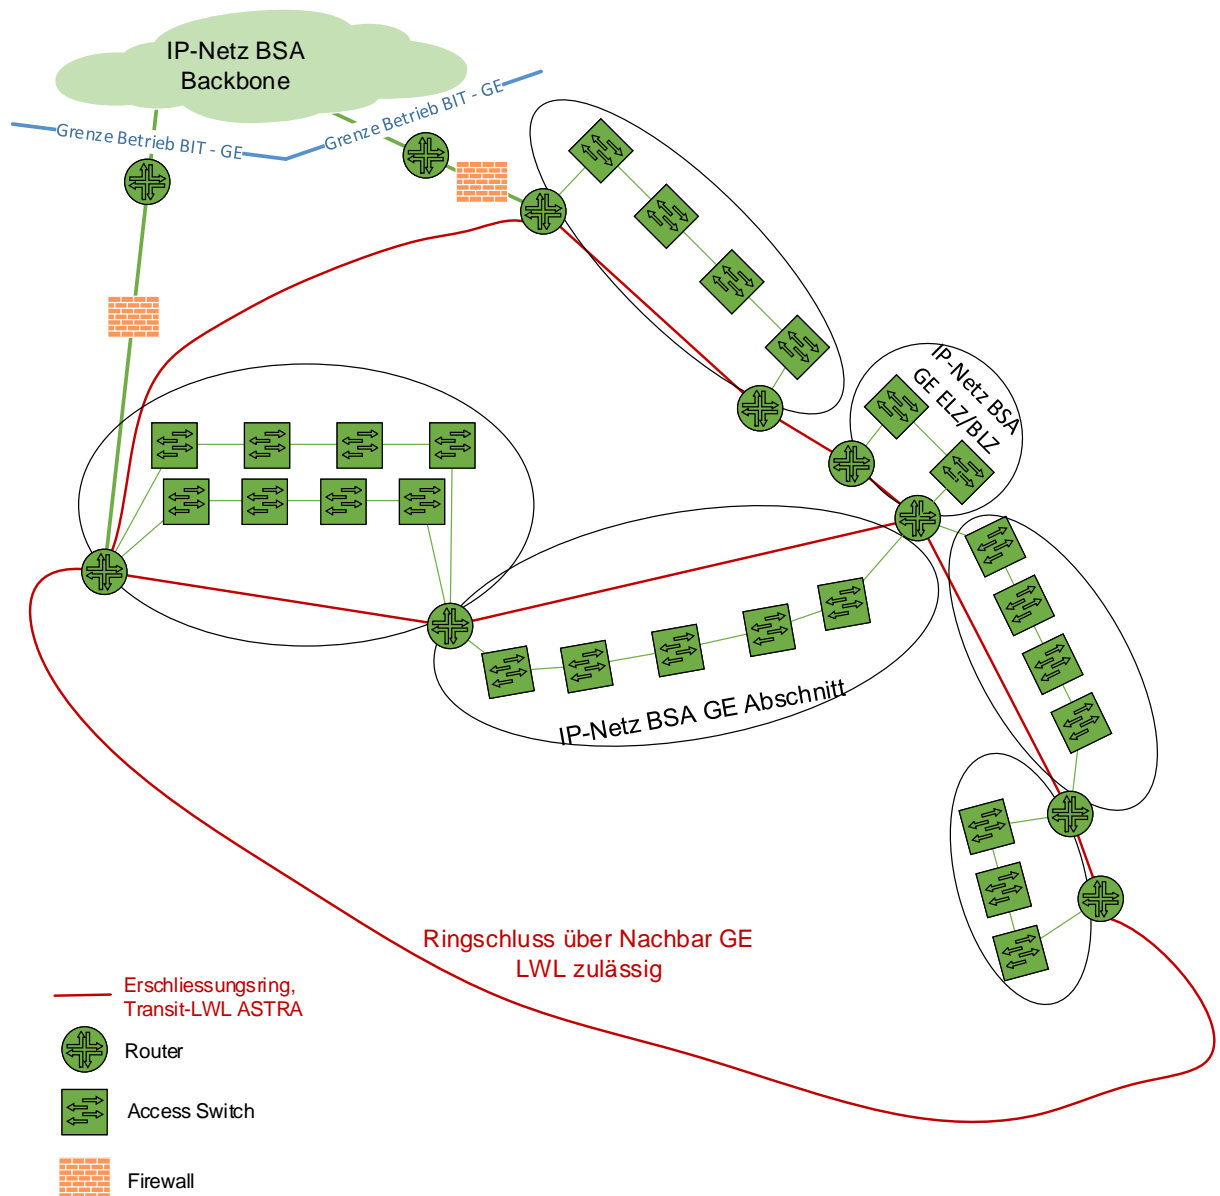 IP-Netz BSA
Backbone
Grenze Betrieb BIT - GE
Grenze Betrieb BIT - GE
IP-Netz BSA
GE ELZ/BLZ
IP-Netz BSA GE Abschnitt
Ringschluss über Nachbar GE
LWL zulässig
Erschliessungsring,
Transit-LWL ASTRA
Router
Access Switch
Firewall